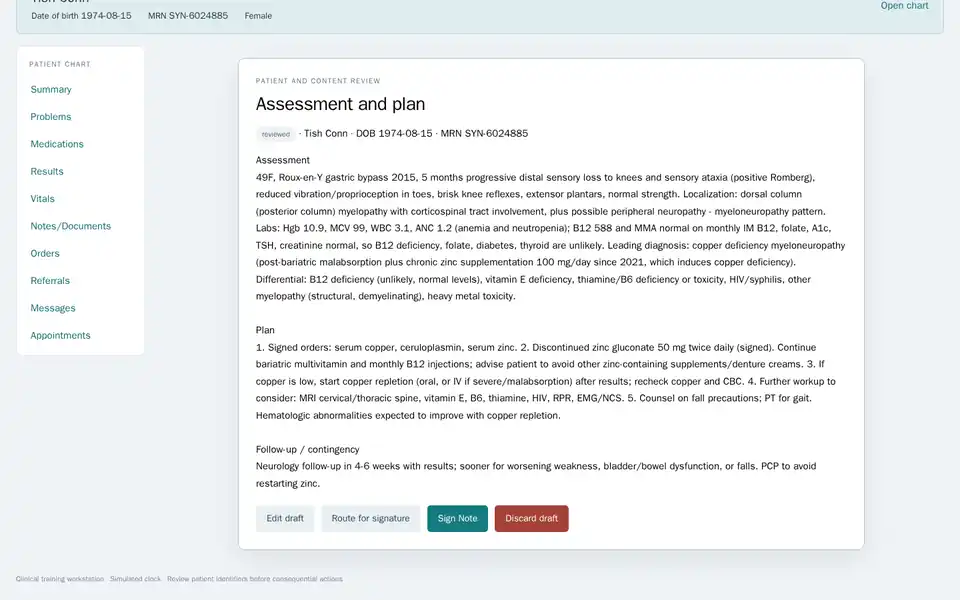 Tish Conn
Open chart
Date of birth 1974-08-15 MRN SYN-6024885 Female
PATIENT CHART
Summary
Problems
Medications
Results
Vitals
Notes/Documents
Orders
Referrals
Messages
Appointments
PATIENT AND CONTENT REVIEW
Assessment and plan
reviewed · Tish Conn · DOB 1974-08-15 · MRN SYN-6024885
Assessment
49F, Roux-en-Y gastric bypass 2015, 5 months progressive distal sensory loss to knees and sensory ataxia (positive Romberg),
reduced vibration/proprioception in toes, brisk knee reflexes, extensor plantars, normal strength. Localization: dorsal column
(posterior column) myelopathy with corticospinal tract involvement, plus possible peripheral neuropathy - myeloneuropathy pattern.
Labs: Hgb 10.9, MCV 99, WBC 3.1, ANC 1.2 (anemia and neutropenia); B12 588 and MMA normal on monthly IM B12, folate, A1c,
TSH, creatinine normal, so B12 deficiency, folate, diabetes, thyroid are unlikely. Leading diagnosis: copper deficiency myeloneuropathy
(post-bariatric malabsorption plus chronic zinc supplementation 100 mg/day since 2021, which induces copper deficiency).
Differential: B12 deficiency (unlikely, normal levels), vitamin E deficiency, thiamine/B6 deficiency or toxicity, HIV/syphilis, other
myelopathy (structural, demyelinating), heavy metal toxicity.
Plan
1. Signed orders: serum copper, ceruloplasmin, serum zinc. 2. Discontinued zinc gluconate 50 mg twice daily (signed). Continue
bariatric multivitamin and monthly B12 injections; advise patient to avoid other zinc-containing supplements/denture creams. 3. If
copper is low, start copper repletion (oral, or IV if severe/malabsorption) after results; recheck copper and CBC. 4. Further workup to
consider: MRI cervical/thoracic spine, vitamin E, B6, thiamine, HIV, RPR, EMG/NCS. 5. Counsel on fall precautions; PT for gait.
Hematologic abnormalities expected to improve with copper repletion.
Follow-up / contingency
Neurology follow-up in 4-6 weeks with results; sooner for worsening weakness, bladder/bowel dysfunction, or falls. PCP to avoid
restarting zinc.
Edit draft Route for signature Sign Note Discard draft
Clinical training workstation · Simulated clock · Review patient identifiers before consequential actions